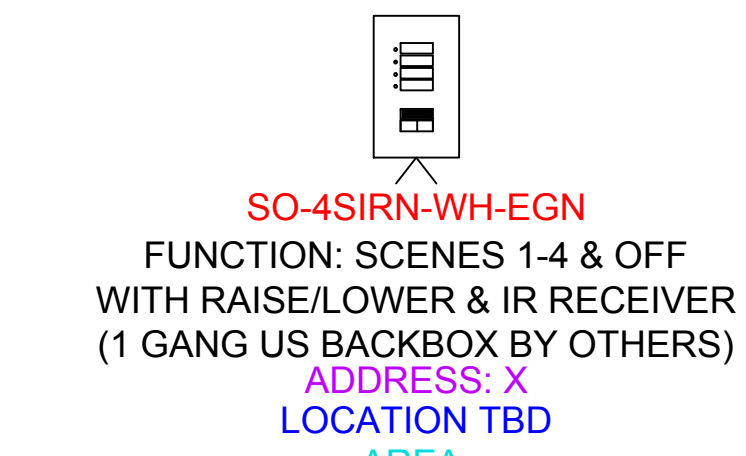 SO-4SIRN-WH-EGN
FUNCTION: SCENES 1-4 & OFF
WITH RAISE/LOWER & IR RECEIVER
(1 GANG US BACKBOX BY OTHERS)
ADDRESS: X
LOCATION TBD
AREA